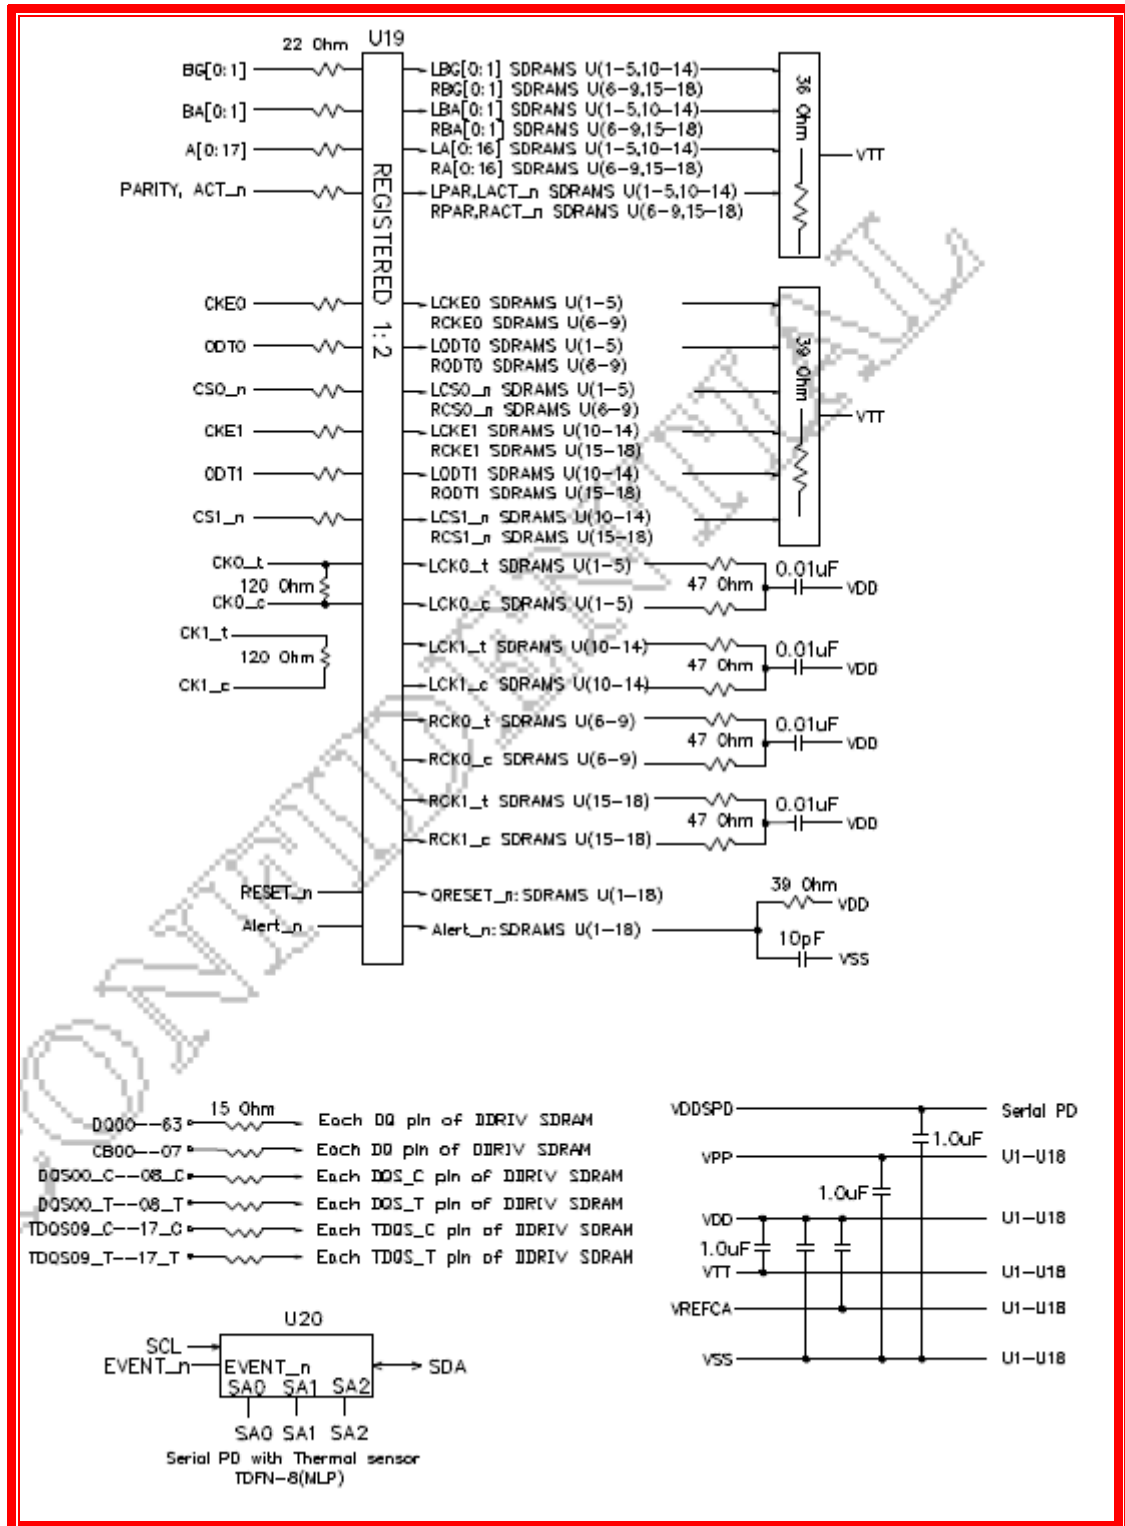 22 Ohm
U19
BG[0:1]
LBG[0:1] SDRAMS U(1-5,10-14)
RBG[0:1] SDRAMS U(6-9,15-18)
BA[0:1]
LBA[0:1] SDRAMS U(1-5,10-14)
RBA[0:1] SDRAMS U(6-9,15-18)
A[0:17]
LA[0:16] SDRAMS U(1-5,10-14)
RA[0:16] SDRAMS U(6-9,15-18)
PARITY, ACT_n
LPAR,LACT_n SDRAMS U(1-5,10-14)
RPAR,RACT_n SDRAMS U(6-9,15-18)
36 Ohm
VTT
REGISTERED 1:2
CKE0
LCKE0 SDRAMS U(1-5)
RCKE0 SDRAMS U(6-9)
ODT0
LODT0 SDRAMS U(1-5)
RODT0 SDRAMS U(6-9)
CS0_n
LCS0_n SDRAMS U(1-5)
RCS0_n SDRAMS U(6-9)
CKE1
LCKE1 SDRAMS U(10-14)
RCKE1 SDRAMS U(15-18)
ODT1
LODT1 SDRAMS U(10-14)
RODT1 SDRAMS U(15-18)
CS1_n
LCS1_n SDRAMS U(10-14)
RCS1_n SDRAMS U(15-18)
39 Ohm
VTT
CK0_t
120 Ohm
CK0_c
LCK0_t SDRAMS U(1-5)
LCK0_c SDRAMS U(1-5)
47 Ohm
0.01uF
VDD
CK1_t
120 Ohm
CK1_c
LCK1_t SDRAMS U(10-14)
LCK1_c SDRAMS U(10-14)
47 Ohm
0.01uF
VDD
RCK0_t SDRAMS U(6-9)
RCK0_c SDRAMS U(6-9)
47 Ohm
0.01uF
VDD
RCK1_t SDRAMS U(15-18)
RCK1_c SDRAMS U(15-18)
47 Ohm
0.01uF
VDD
RESET_n
QRESET_n:SDRAMS U(1-18)
Alert_n
Alert_n:SDRAMS U(1-18)
39 Ohm
VDD
10pF
VSS
CONFIDENTIAL
15 Ohm
DQ00--63
Each DQ pin of DDRIV SDRAM
CB00--07
Each DQ pin of DDRIV SDRAM
DQS00_C--08_C
Each DQS_C pin of DDRIV SDRAM
DQS00_T--08_T
Each DQS_T pin of DDRIV SDRAM
TDQS09_C--17_C
Each TDQS_C pin of DDRIV SDRAM
TDQS09_T--17_T
Each TDQS_T pin of DDRIV SDRAM
VDDSPD
Serial PD
1.0uF
VPP
U1-U18
1.0uF
VDD
U1-U18
1.0uF
VTT
U1-U18
VREFCA
U1-U18
VSS
U1-U18
U20
SCL
EVENT_n
EVENT_n
SDA
SA0 SA1 SA2
SA0 SA1 SA2
Serial PD with Thermal sensor
TDFN-8(MLP)